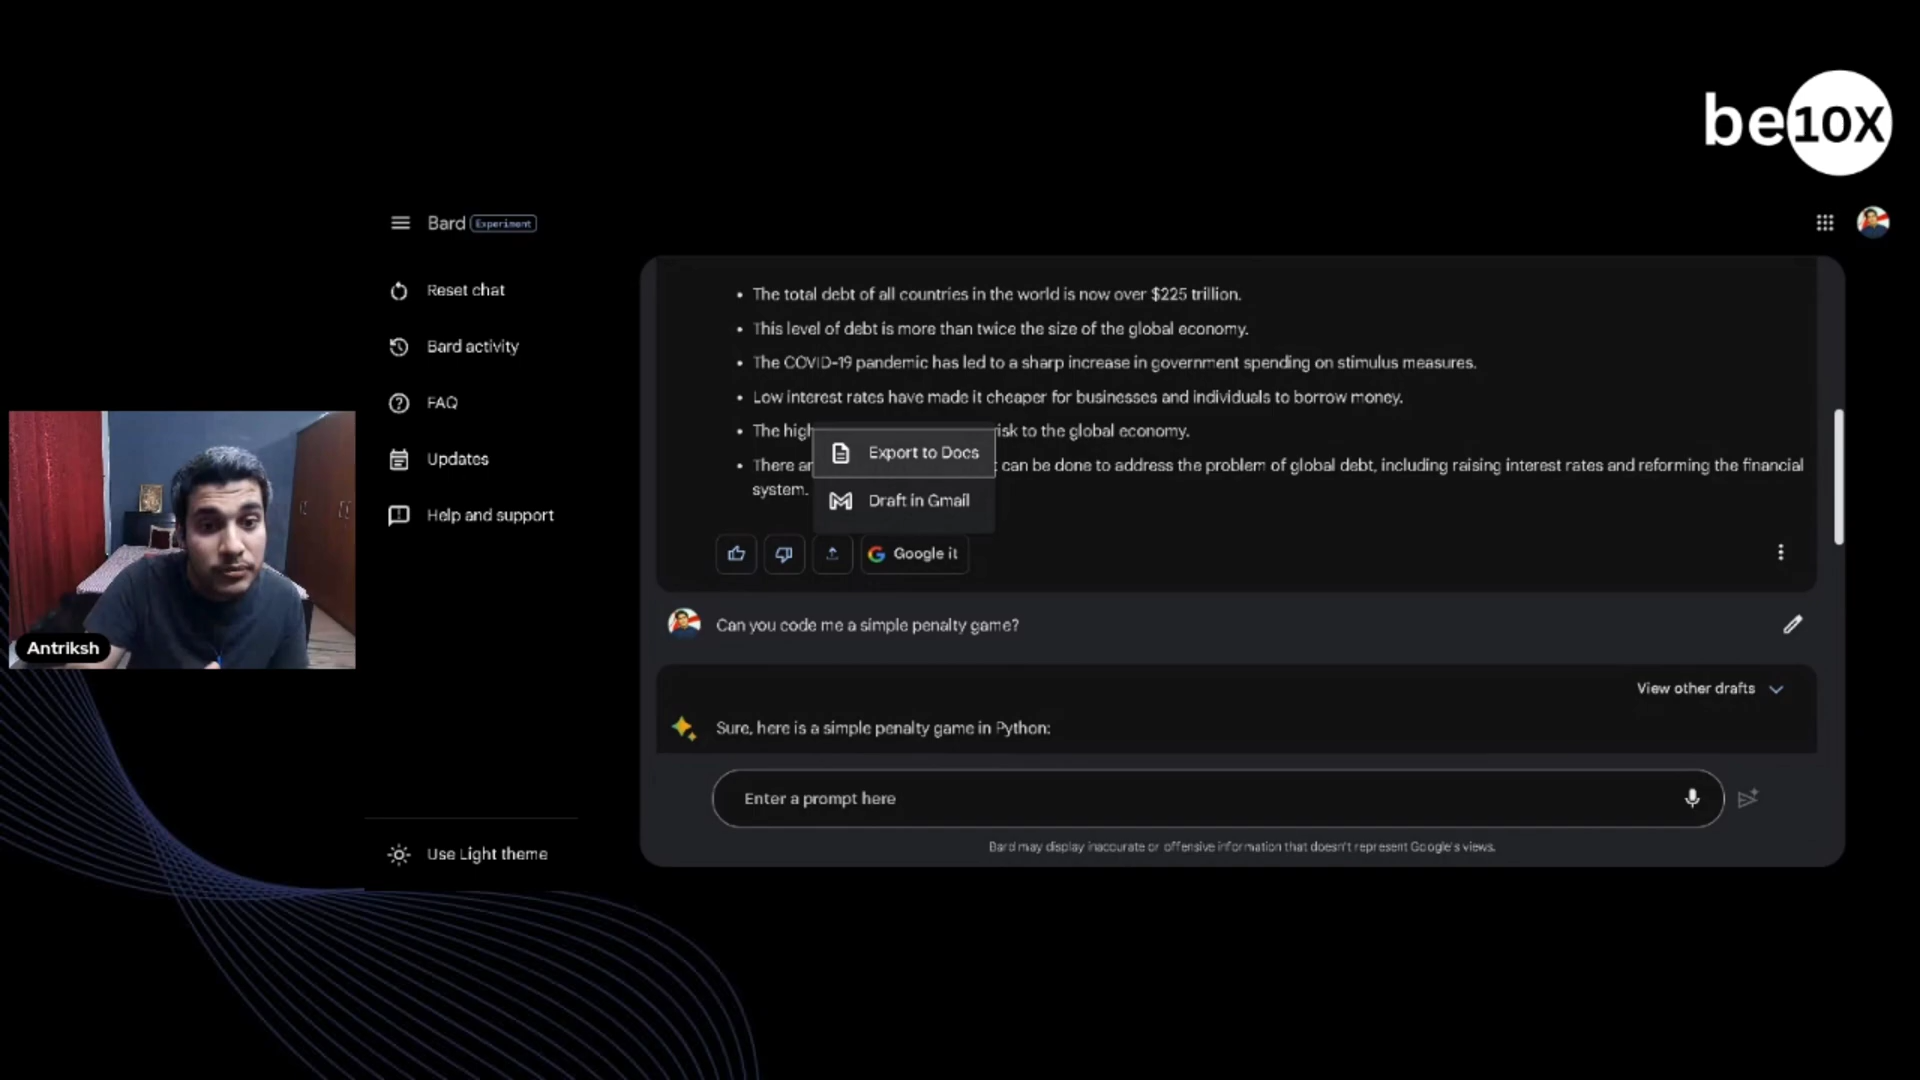 be10X
Bard Experiment
Reset chat
Bard activity
FAQ
Updates
Help and support
Use Light theme
Antriksh
• The total debt of all countries in the world is now over $225 trillion.
• This level of debt is more than twice the size of the global economy.
• The COVID-19 pandemic has led to a sharp increase in government spending on stimulus measures.
• Low interest rates have made it cheaper for businesses and individuals to borrow money.
• The high isk to the global economy.
• There ar can be done to address the problem of global debt, including raising interest rates and reforming the financial
system.
Export to Docs
Draft in Gmail
Google it
Can you code me a simple penalty game?
View other drafts
Sure, here is a simple penalty game in Python:
Enter a prompt here
Bard may display inaccurate or offensive information that doesn't represent Google's views.